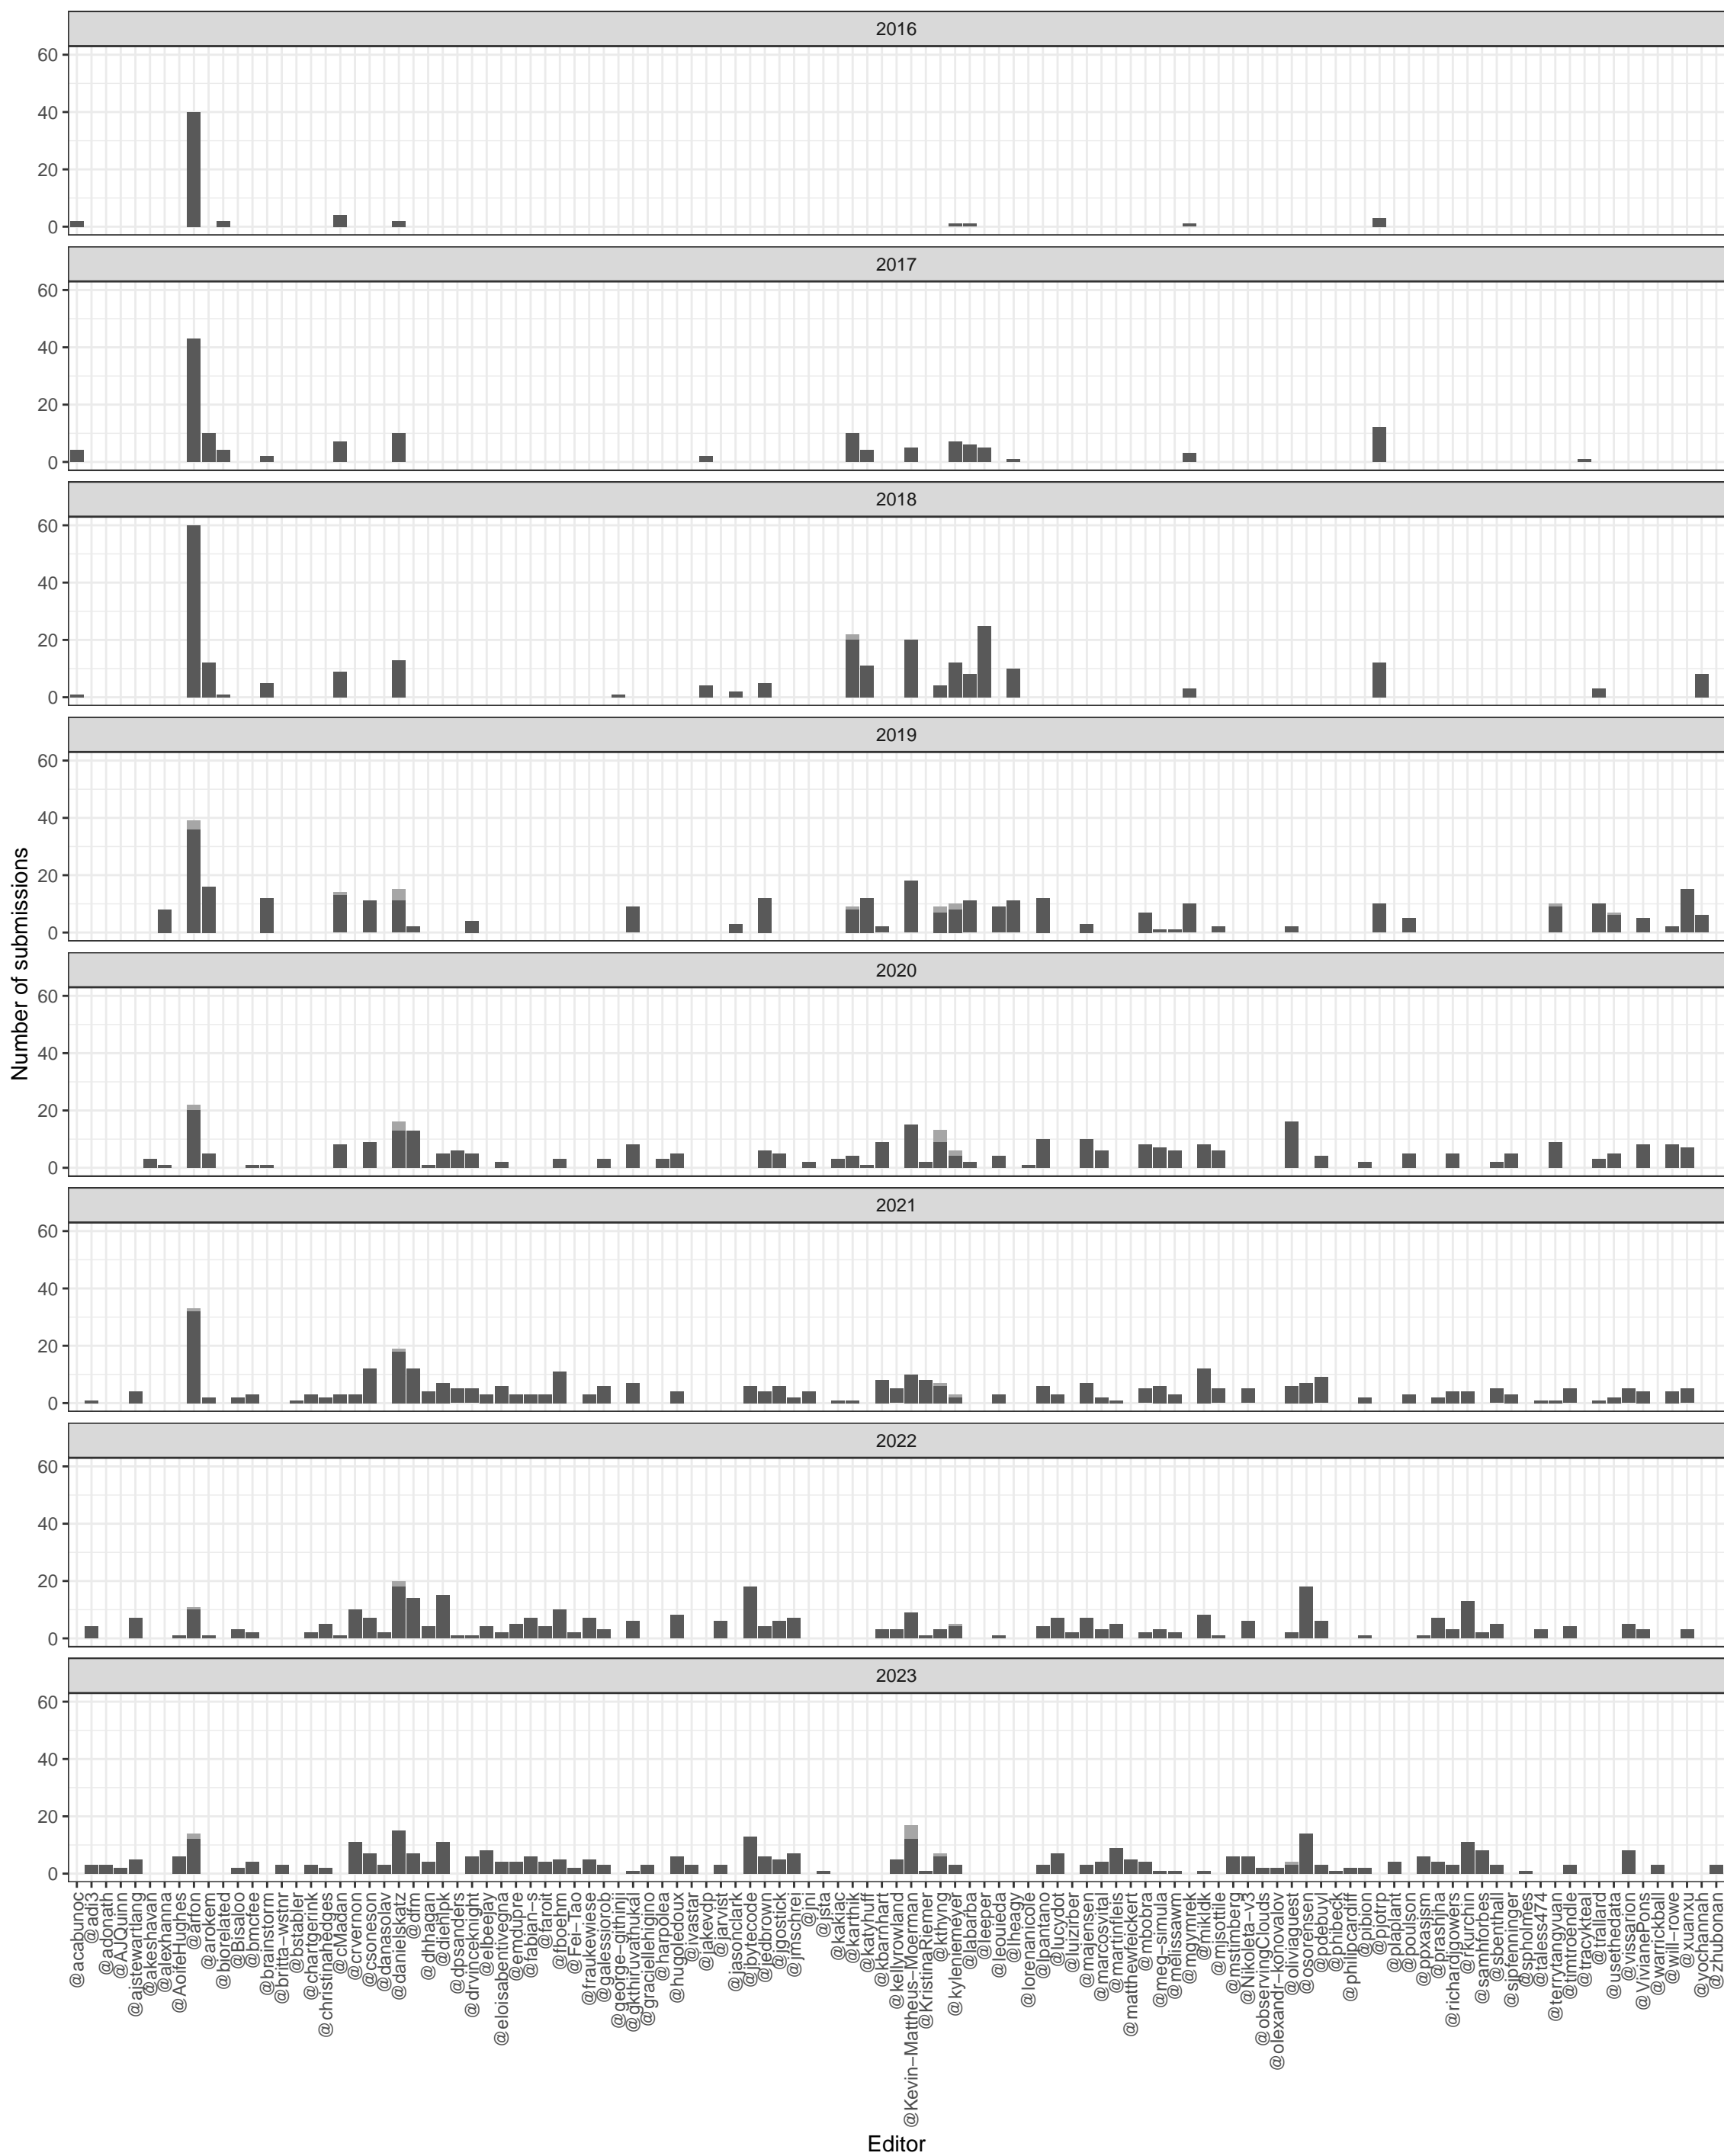 2016
60
40
20
0
2017
60
40
20
0
2018
60
40
20
0
2019
60
40
20
0
2020
60
40
20
0
2021
60
40
20
0
2022
60
40
20
0
2023
60
40
20
0
Number of submissions
@acabunoc
@adi3
@adonath
@AJQuinn
@ajstewartlang
@akeshavan
@alexhanna
@AoifeHughes
@arfon
@arokem
@biorelated
@Bisaloo
@bmcfee
@brainstorm
@britta-wstnr
@bstabler
@chartgerink
@christinahedges
@cMadan
@crvernon
@csoneson
@danasolav
@danielskatz
@dfm
@dhhagan
@diehlpk
@dpsanders
@drvinceknight
@elbeejay
@eloisabentivegna
@emdupre
@fabian-s
@faroit
@fboehm
@Fei-Tao
@fraukewiese
@galessiorob
@george-githinji
@gkthiruvathukal
@graciellehigino
@harpolea
@hugoledoux
@ivastar
@jakevdp
@jarvist
@jasonclark
@jbytecode
@jedbrown
@jgostick
@jmschrei
@jni
@jsta
@kakiac
@karthik
@katyhuff
@kbarnhart
@kellyrowland
@Kevin-Mattheus-Moerman
@KristinaRiemer
@kthyng
@kyleniemeyer
@labarba
@leeper
@leouieda
@lheagy
@lorenanicole
@lpantano
@lucydot
@luizirber
@majensen
@marcosvital
@martinfleis
@matthewfeickert
@mbobra
@meg-simula
@melissawm
@mgymrek
@mikldk
@mjsottile
@mstimberg
@Nikoleta-v3
@observingClouds
@olexandr-konovalov
@oliviaguest
@osorensen
@pdebuyl
@phibeck
@philipcardiff
@pibion
@pjotrp
@plaplant
@poulson
@ppxasjsm
@prashjha
@richardjgowers
@rkurchin
@samhforbes
@sbenthall
@sjpfenninger
@spholmes
@taless474
@terrytangyuan
@timtroendle
@tracykteal
@trallard
@usethedata
@vissarion
@VivianePons
@warrickball
@will-rowe
@xuanxu
@yochannah
@zhubonan
Editor